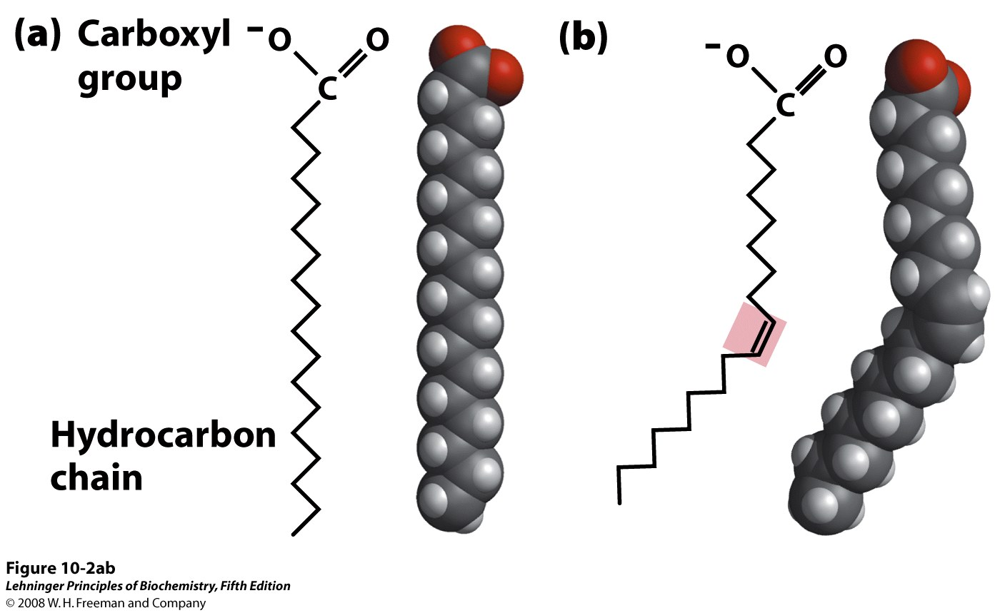 (a) Carboxyl group
⁻O O
C
(b)
⁻O O
C
Hydrocarbon
chain
Figure 10-2ab
Lehninger Principles of Biochemistry, Fifth Edition
© 2008 W. H. Freeman and Company